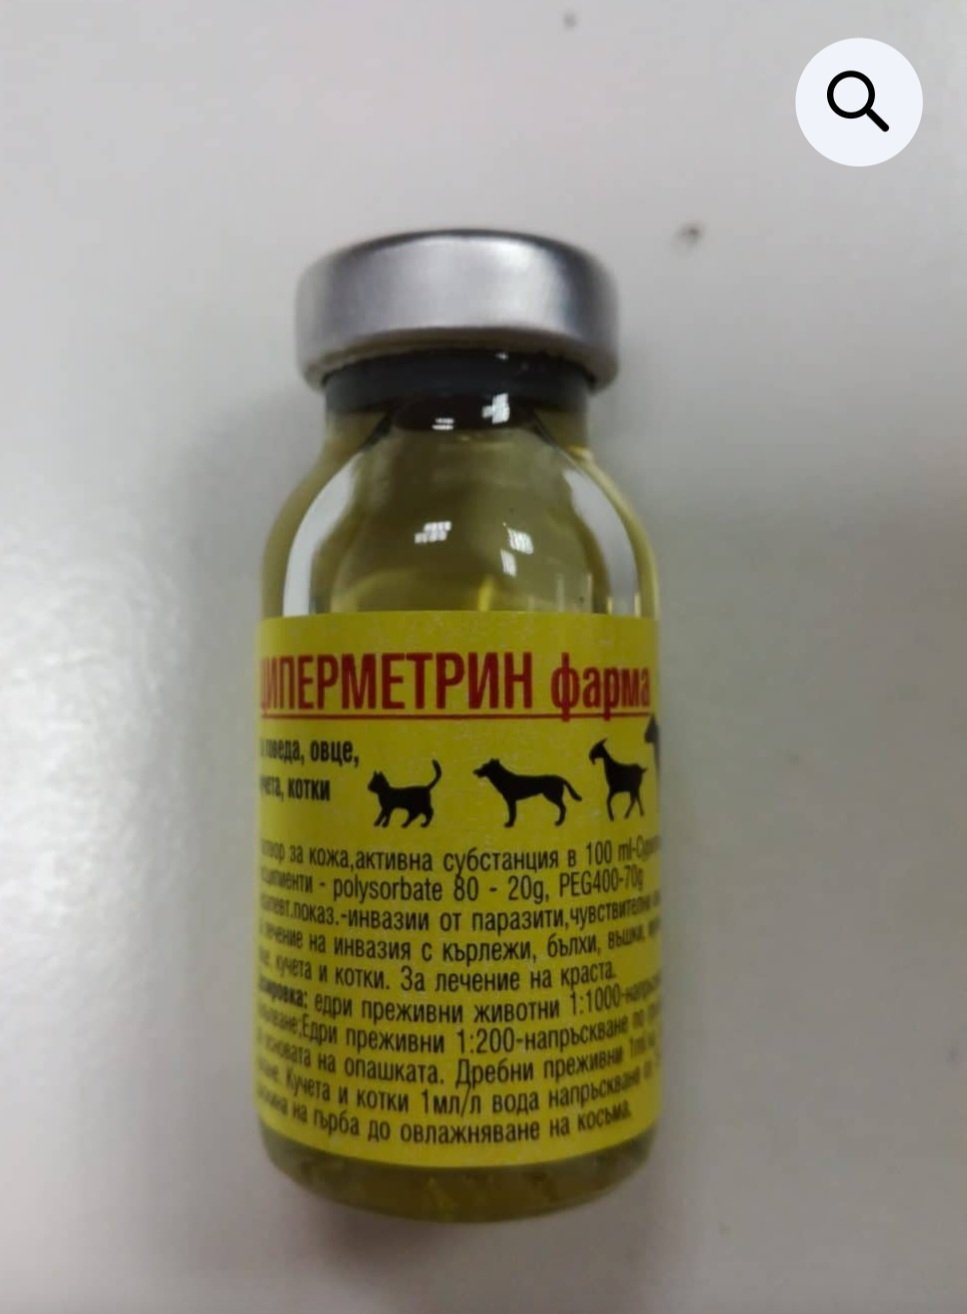 ЦИПЕРМЕТРИН фарма
говеда, овце,
котки
за кожа,активна субстанция в 100 ml-
- polysorbate 80 - 20g, PEG400-70g
показ.-инвазии от паразити,чувствителни
лечение на инвазия с кърлежи, бълхи, въшки,
кучета и котки. За лечение на краста.
едри преживни животни 1:1000-
Едри преживни 1:200-напръскване по
основата на опашката. Дребни преживни 1ml
Кучета и котки 1мл/л вода напръскване
на гърба до овлажняване на косъма.